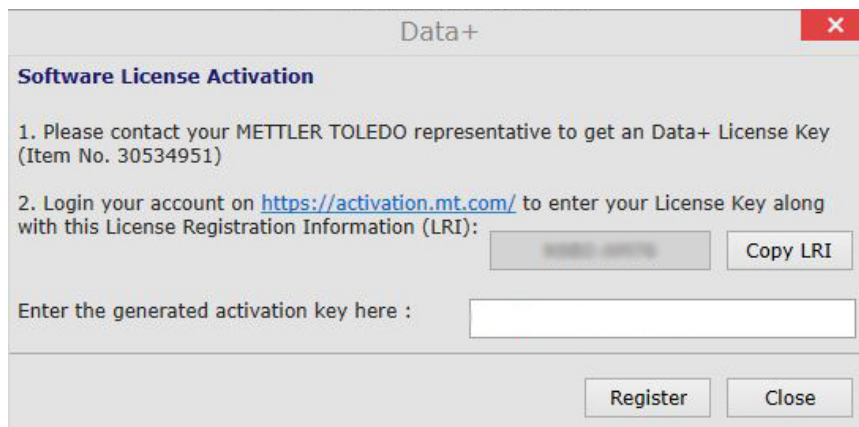 Data+
Software License Activation
1. Please contact your METTLER TOLEDO representative to get an Data+ License Key
(Item No. 30534951)
2. Login your account on https://activation.mt.com/ to enter your License Key along
with this License Registration Information (LRI):
Copy LRI
Enter the generated activation key here :
Register
Close